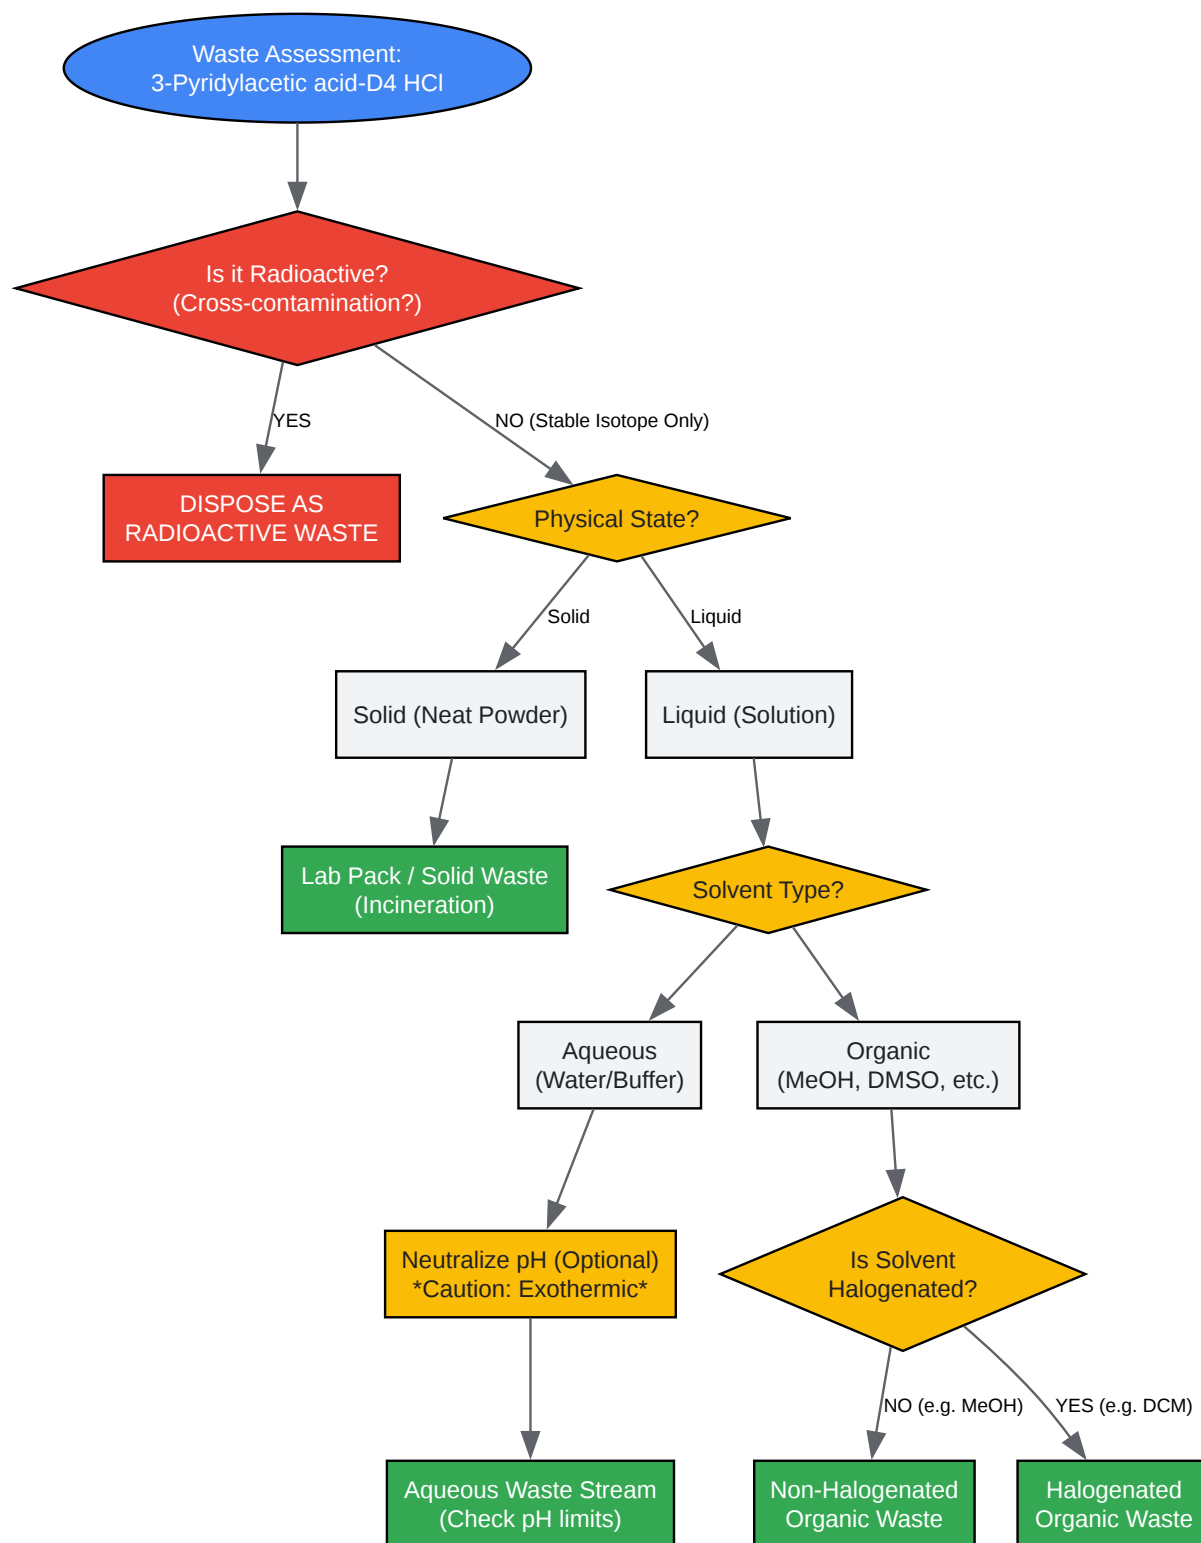 Waste Assessment:
3-Pyridylacetic acid-D4 HCl
Is it Radioactive?
(Cross-contamination?)
YES
NO (Stable Isotope Only)
DISPOSE AS
RADIOACTIVE WASTE
Physical State?
Solid
Liquid
Solid (Neat Powder)
Liquid (Solution)
Lab Pack / Solid Waste
(Incineration)
Solvent Type?
Aqueous
(Water/Buffer)
Organic
(MeOH, DMSO, etc.)
Neutralize pH (Optional)
*Caution: Exothermic*
Is Solvent
Halogenated?
NO (e.g. MeOH)
YES (e.g. DCM)
Aqueous Waste Stream
(Check pH limits)
Non-Halogenated
Organic Waste
Halogenated
Organic Waste